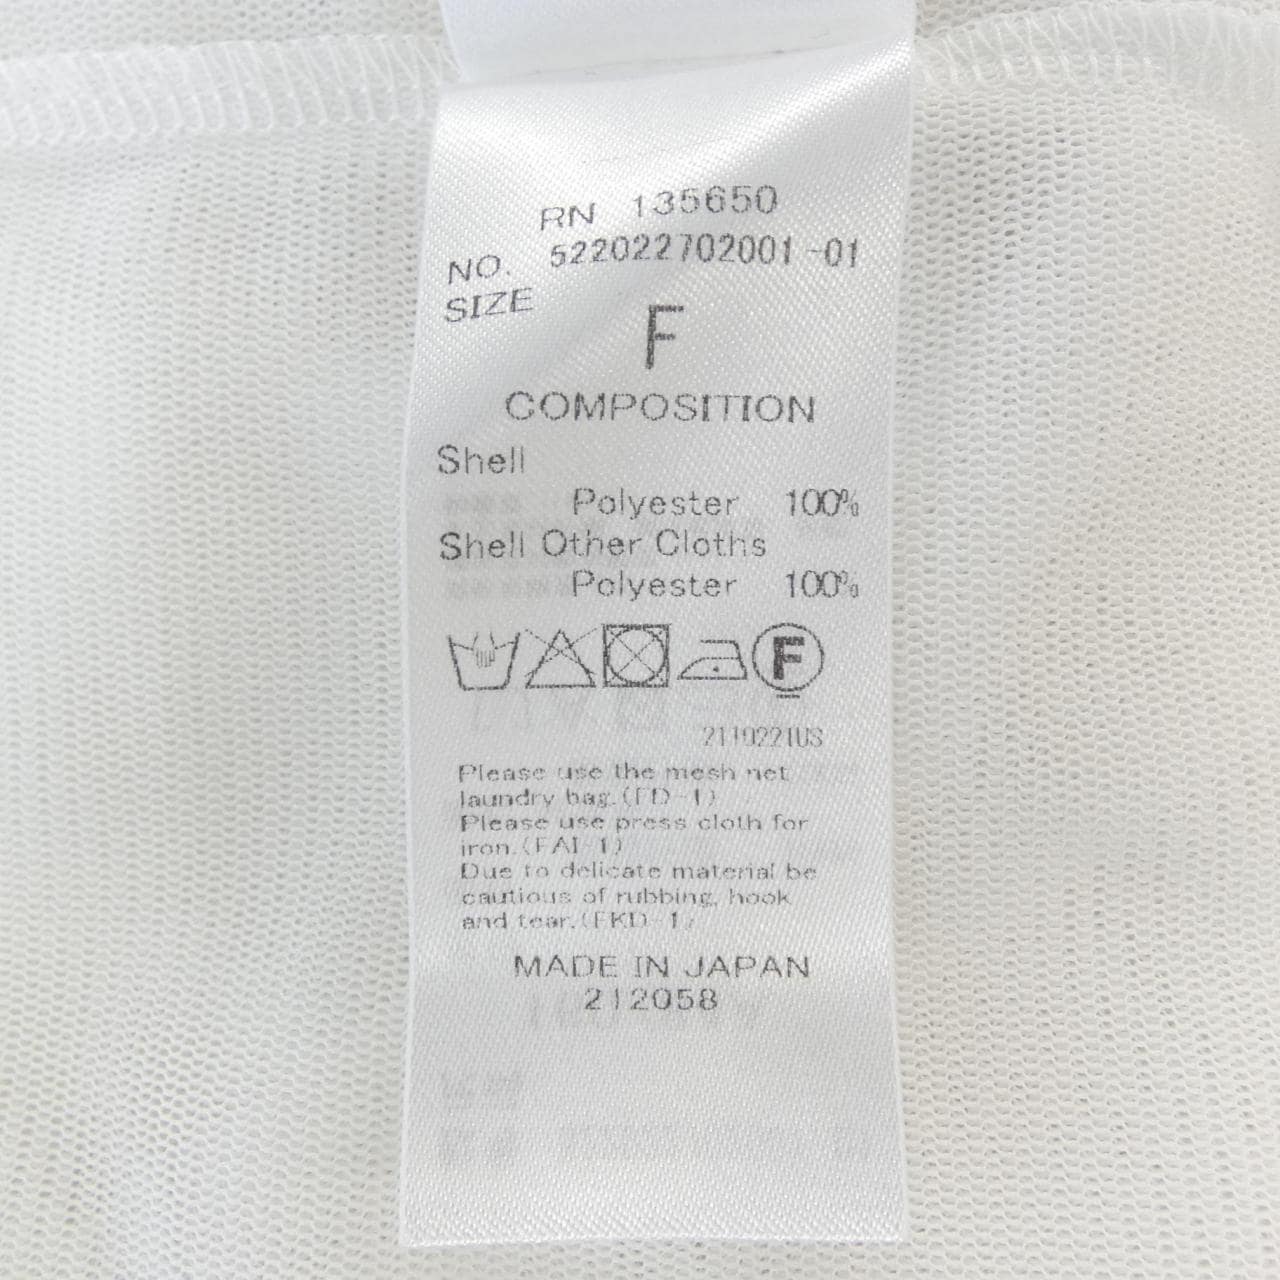 RN 135650
NO. 522022702001-01
SIZE
F
COMPOSITION
Shell
Polyester 100%
Shell Other Cloths
Polyester 100%
F
211022IUS
Please use the mesh net
laundry bag.(FD-1)
Please use press cloth for
iron.(FAI-1)
Due to delicate material be
cautious of rubbing, hook
and tear.(FKD-1)
MADE IN JAPAN
212058